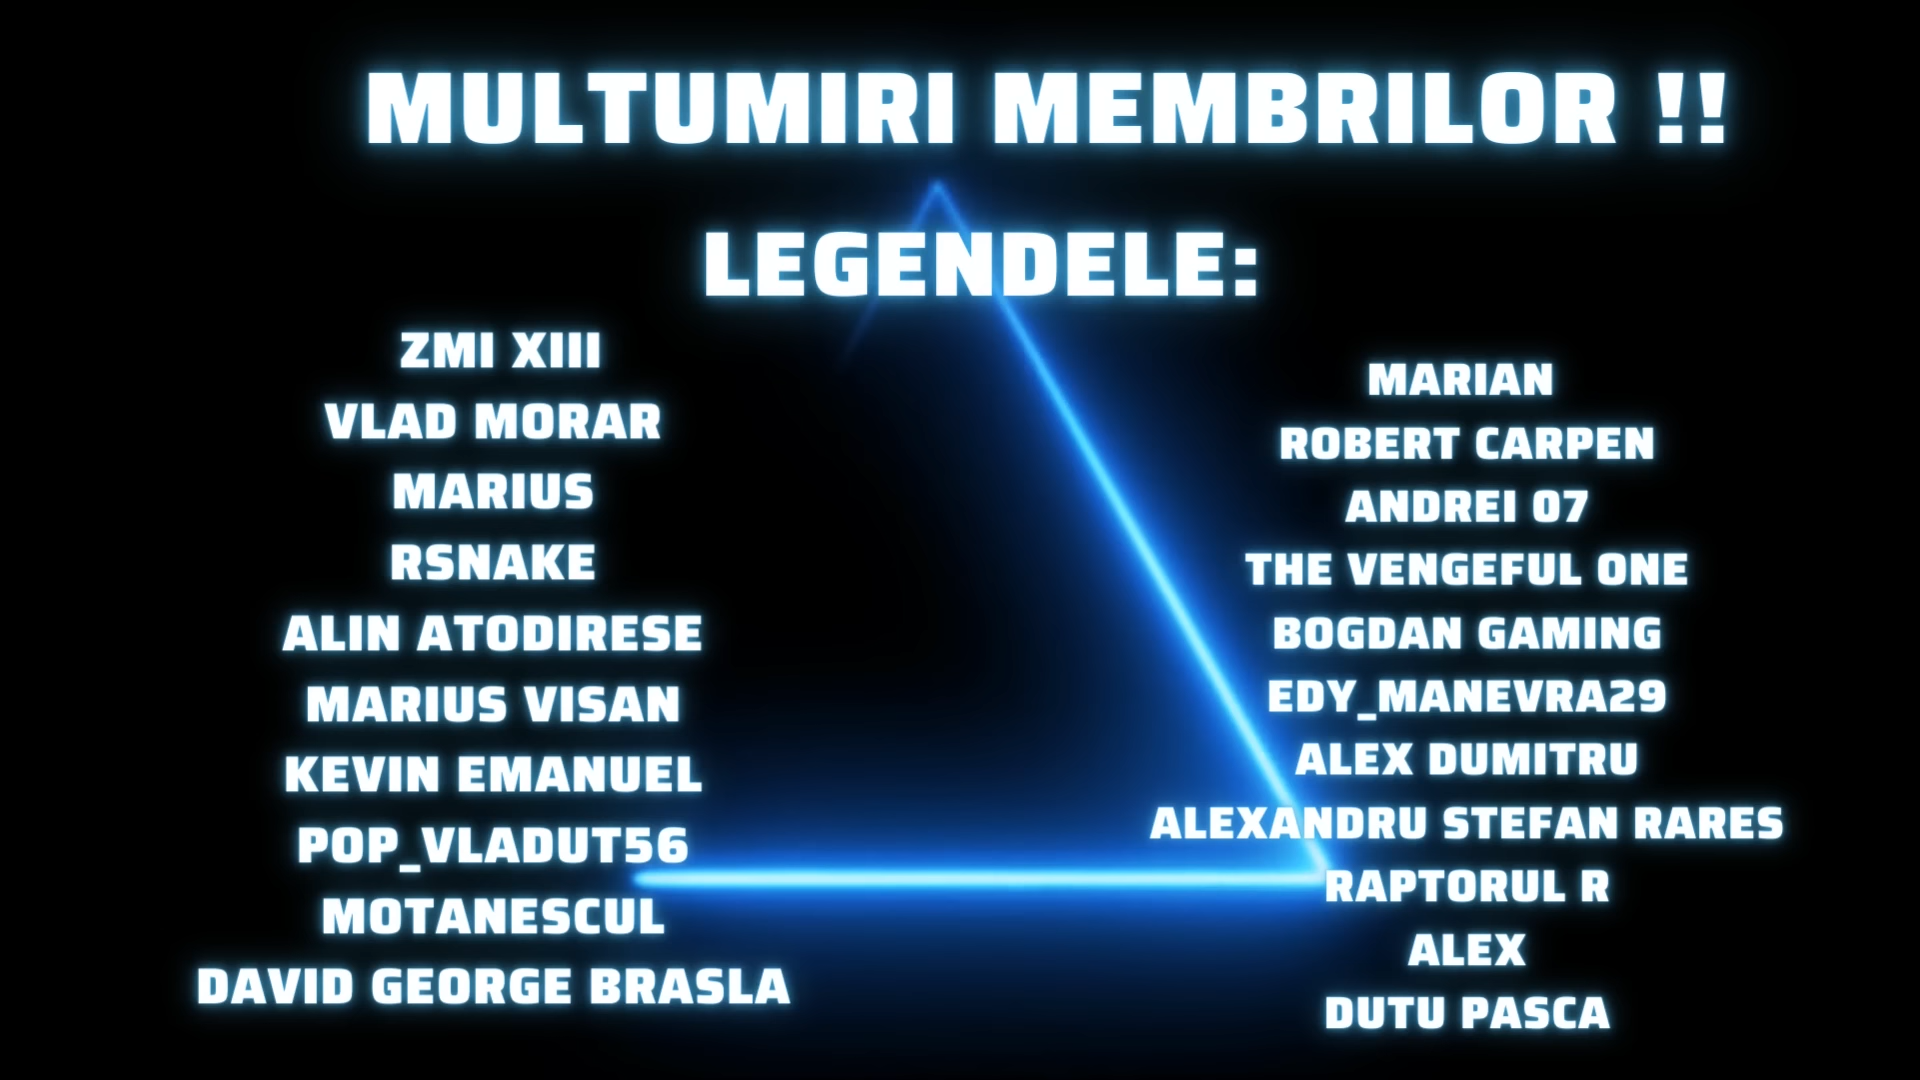 MULTUMIRI MEMBRILOR !!
LEGENDELE:
ZMI XIII
VLAD MORAR
MARIUS
RSNAKE
ALIN ATODIRESE
MARIUS VISAN
KEVIN EMANUEL
POP_VLADUT56
MOTANESCUL
DAVID GEORGE BRASLA
MARIAN
ROBERT CARPEN
ANDREI 07
THE VENGEFUL ONE
BOGDAN GAMING
EDY_MANEVRA29
ALEX DUMITRU
ALEXANDRU STEFAN RARES
RAPTORUL R
ALEX
DUTU PASCA